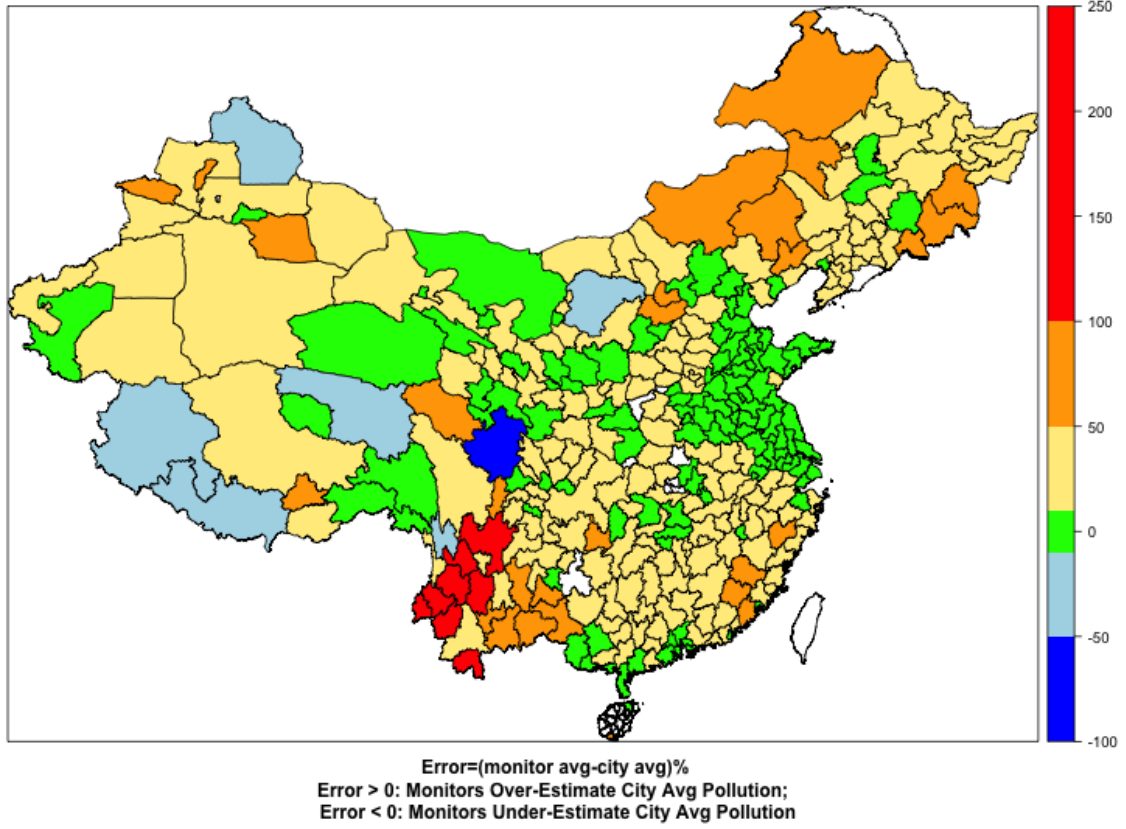 250
200
150
100
50
0
-50
-100
Error=(monitor avg-city avg)%
Error > 0: Monitors Over-Estimate City Avg Pollution;
Error < 0: Monitors Under-Estimate City Avg Pollution